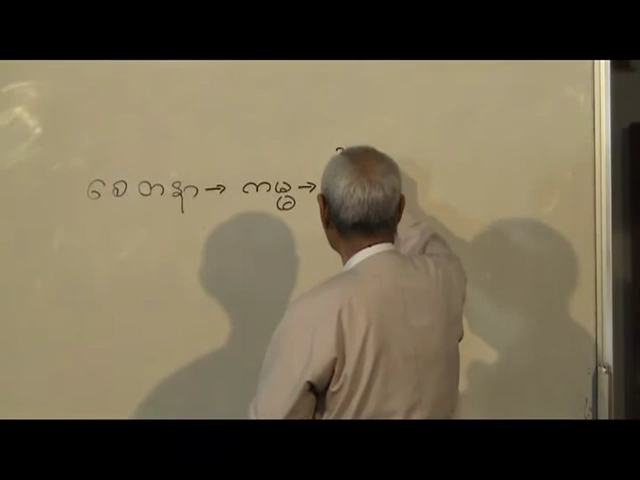 စေတနာ → ကမ္မ →